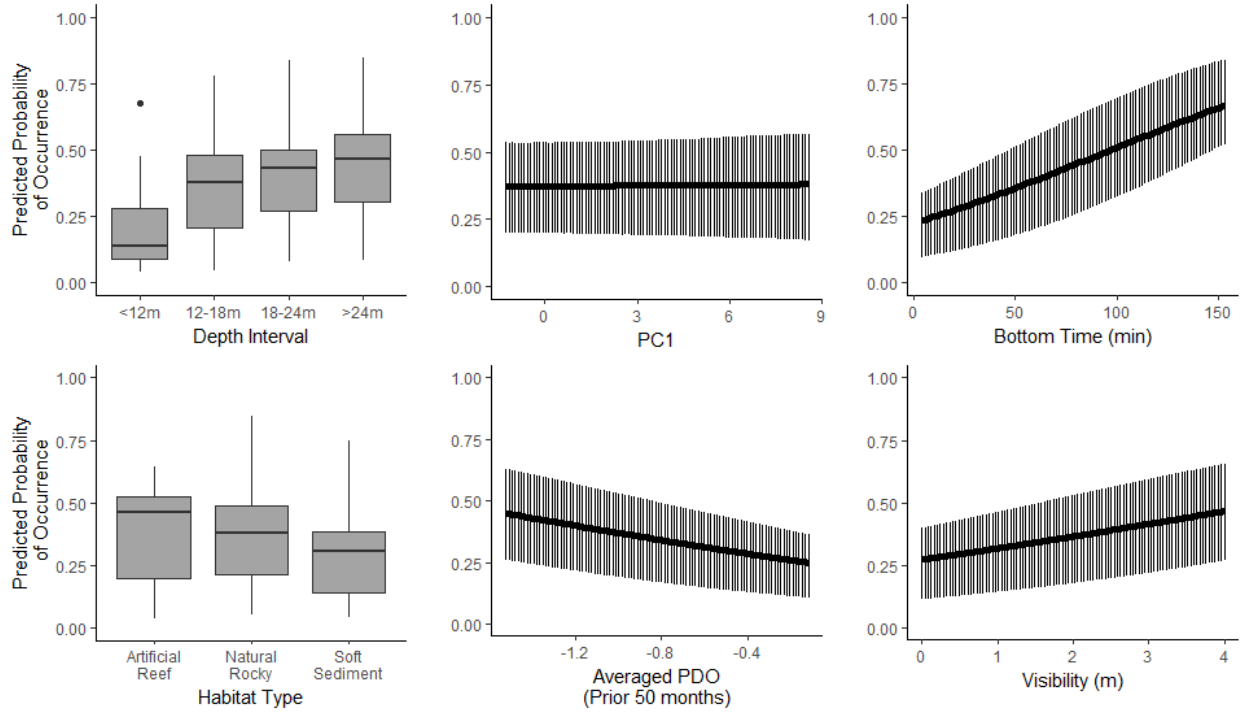 Predicted Probability
of Occurrence
1.00
0.75
0.50
0.25
0.00
<12m
12-18m
18-24m
>24m
Depth Interval
1.00
0.75
0.50
0.25
0.00
0
3
6
9
PC1
1.00
0.75
0.50
0.25
0.00
0
50
100
150
Bottom Time (min)
Predicted Probability
of Occurrence
1.00
0.75
0.50
0.25
0.00
Artificial
Reef
Natural
Rocky
Soft
Sediment
Habitat Type
1.00
0.75
0.50
0.25
0.00
-1.2
-0.8
-0.4
Averaged PDO
(Prior 50 months)
1.00
0.75
0.50
0.25
0.00
0
1
2
3
4
Visibility (m)